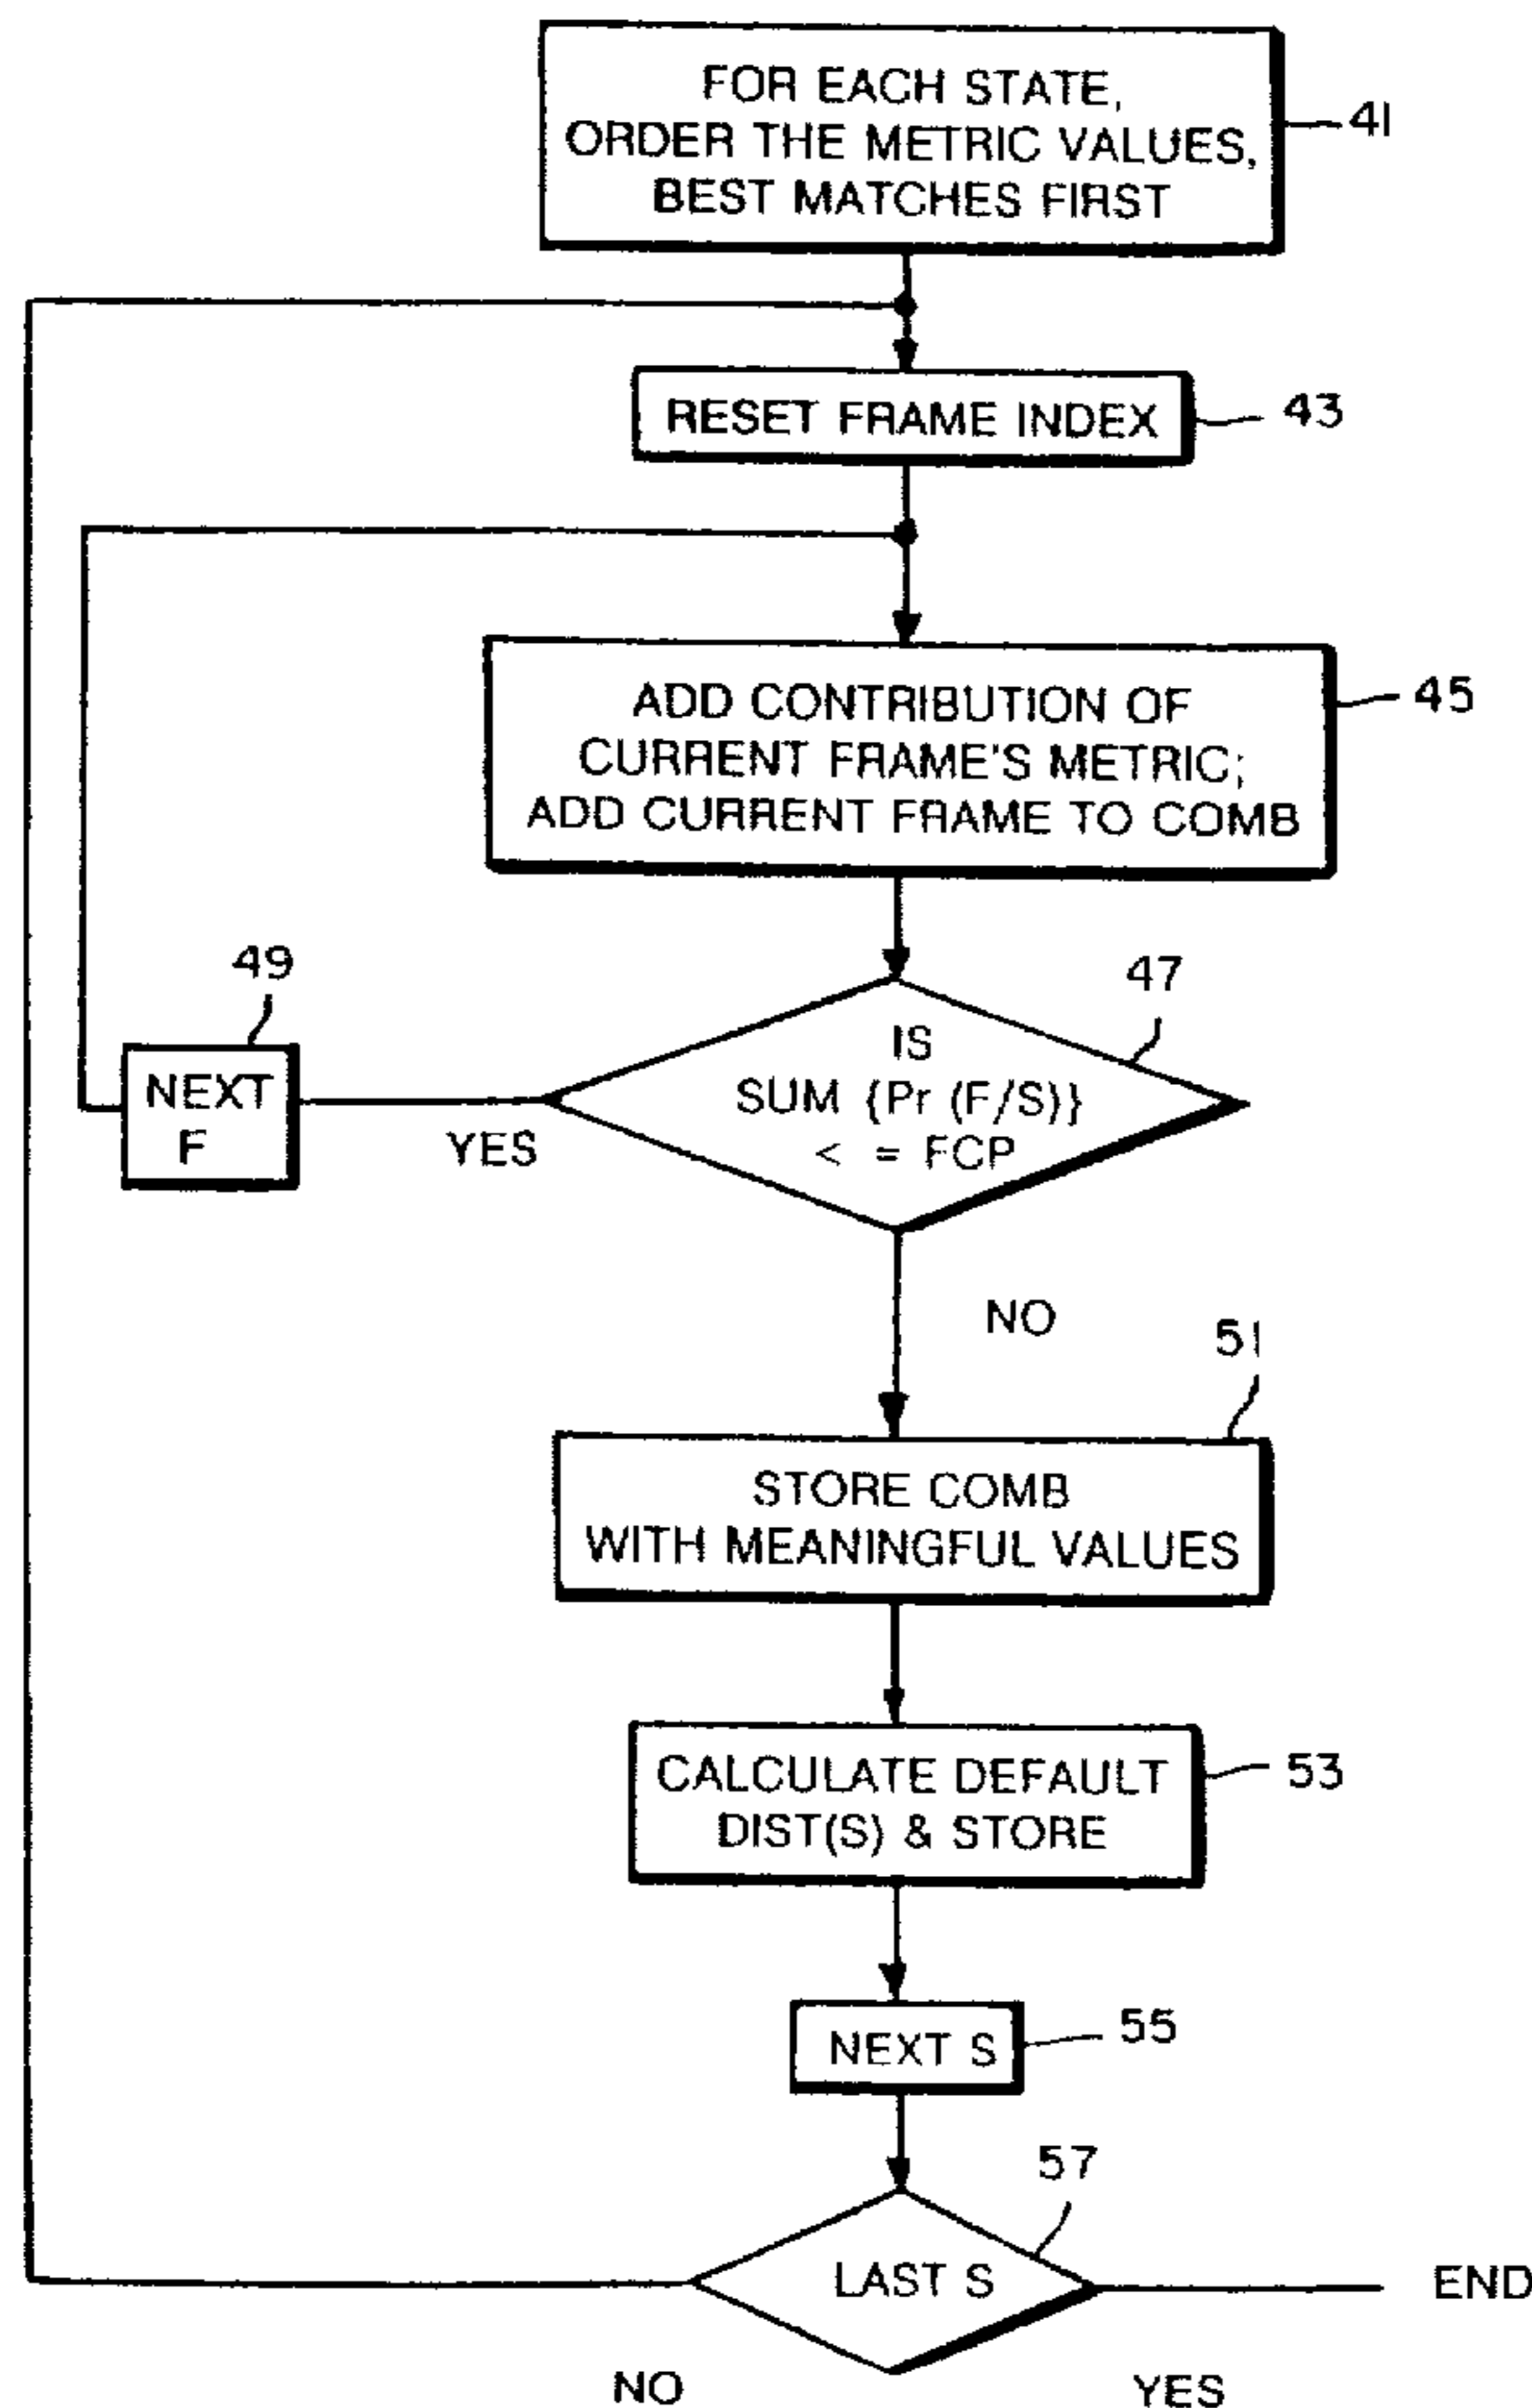 FOR EACH STATE,
ORDER THE METRIC VALUES,
BEST MATCHES FIRST
41
RESET FRAME INDEX
43
ADD CONTRIBUTION OF
CURRENT FRAME'S METRIC;
ADD CURRENT FRAME TO COMB
45
49
NEXT
F
YES
47
IS
SUM {Pr (F/S)}
< = FCP
NO
51
STORE COMB
WITH MEANINGFUL VALUES
CALCULATE DEFAULT
DIST(S) & STORE
53
NEXT S
55
57
LAST S
END
NO
YES